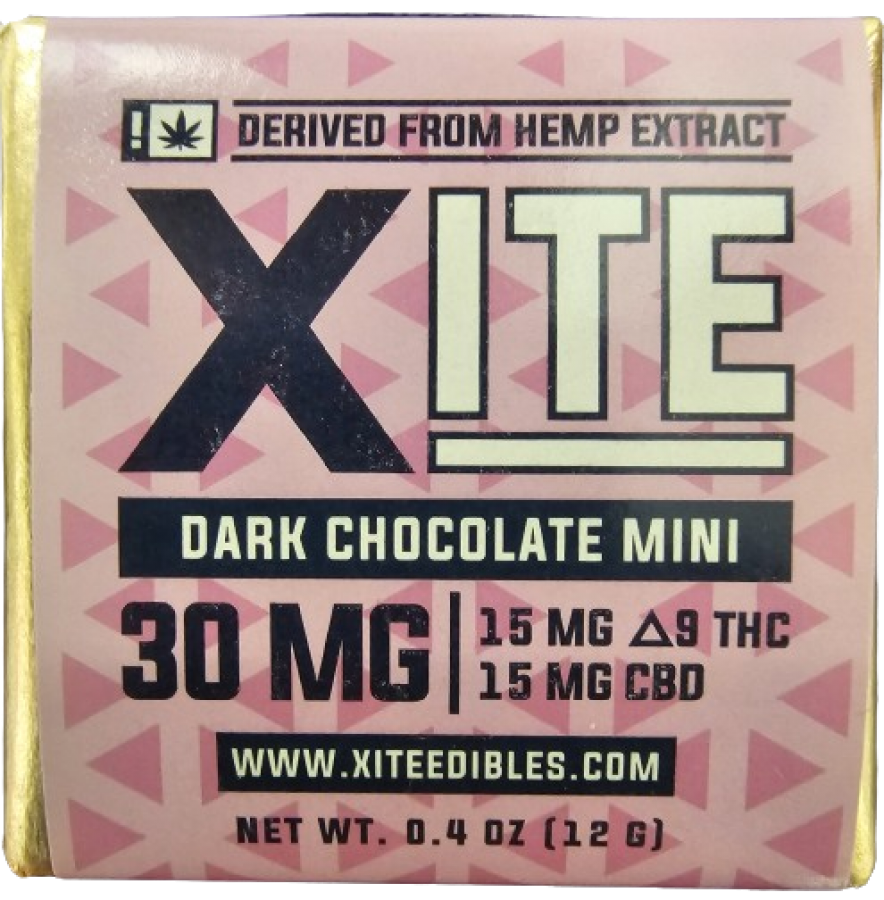 ! DERIVED FROM HEMP EXTRACT
XITE
DARK CHOCOLATE MINI
30 MG | 15 MG Δ9 THC
15 MG CBD
WWW.XITEEDIBLES.COM
NET WT. 0.4 OZ (12 G)